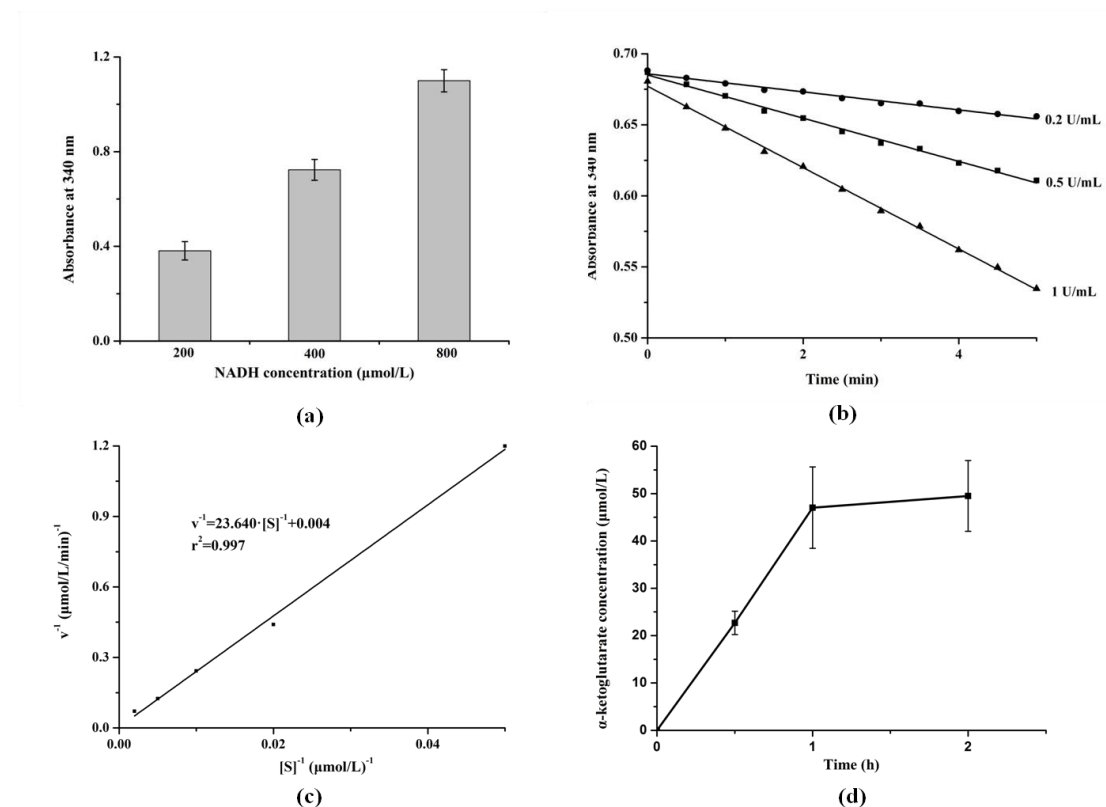 1.2
0.8
0.4
0.0
Absorbance at 340 nm
200 400 800
NADH concentration (μmol/L)
(a)
0.70
0.65
0.60
0.55
0.50
Absorbance at 340 nm
0.2 U/mL
0.5 U/mL
1 U/mL
0 2 4
Time (min)
(b)
1.2
0.9
0.6
0.3
0.0
v⁻¹ (μmol/L/min)⁻¹
v⁻¹=23.640·[S]⁻¹+0.004
r²=0.997
0.00 0.02 0.04
[S]⁻¹ (μmol/L)⁻¹
(c)
60
50
40
30
20
10
0
α-ketoglutarate concentration (μmol/L)
0 1 2
Time (h)
(d)